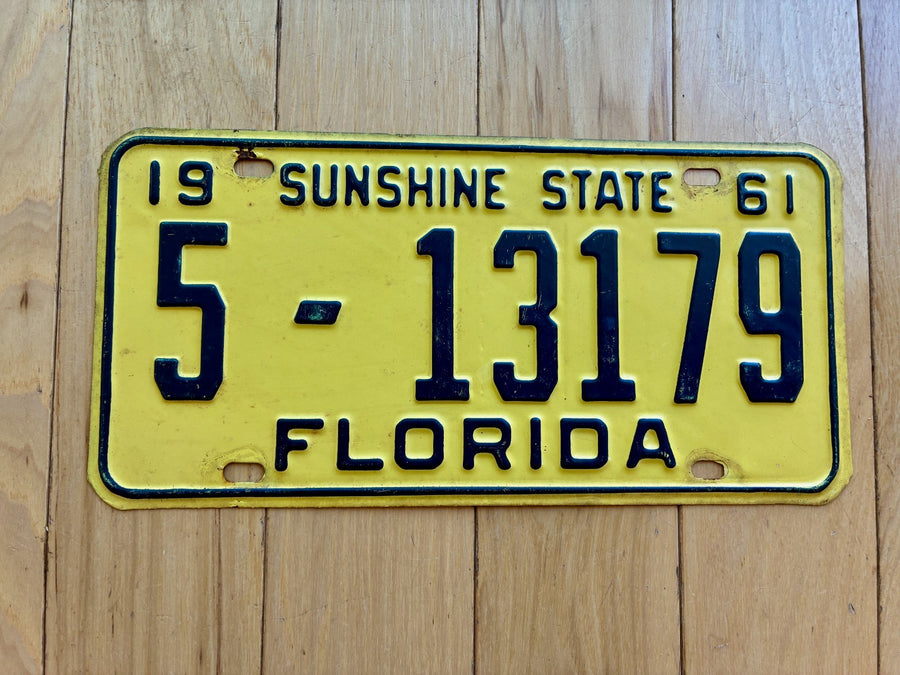 19 SUNSHINE STATE 61
5 - 13179
FLORIDA